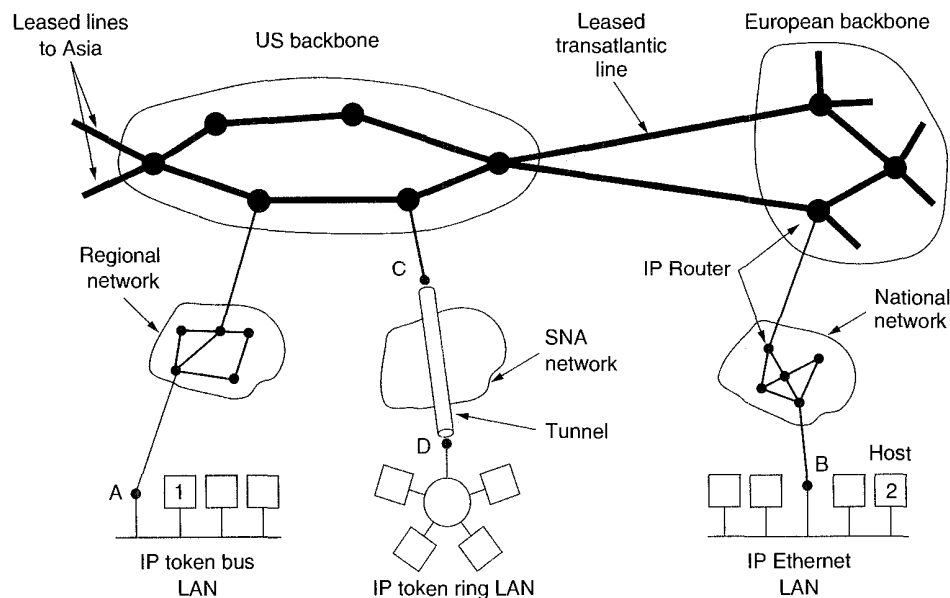 Leased lines
to Asia
US backbone
Leased
transatlantic
line
European backbone
Regional
network
C
IP Router
National
network
SNA
network
Tunnel
D
A
1
B
Host
2
IP token bus
LAN
IP token ring LAN
IP Ethernet
LAN